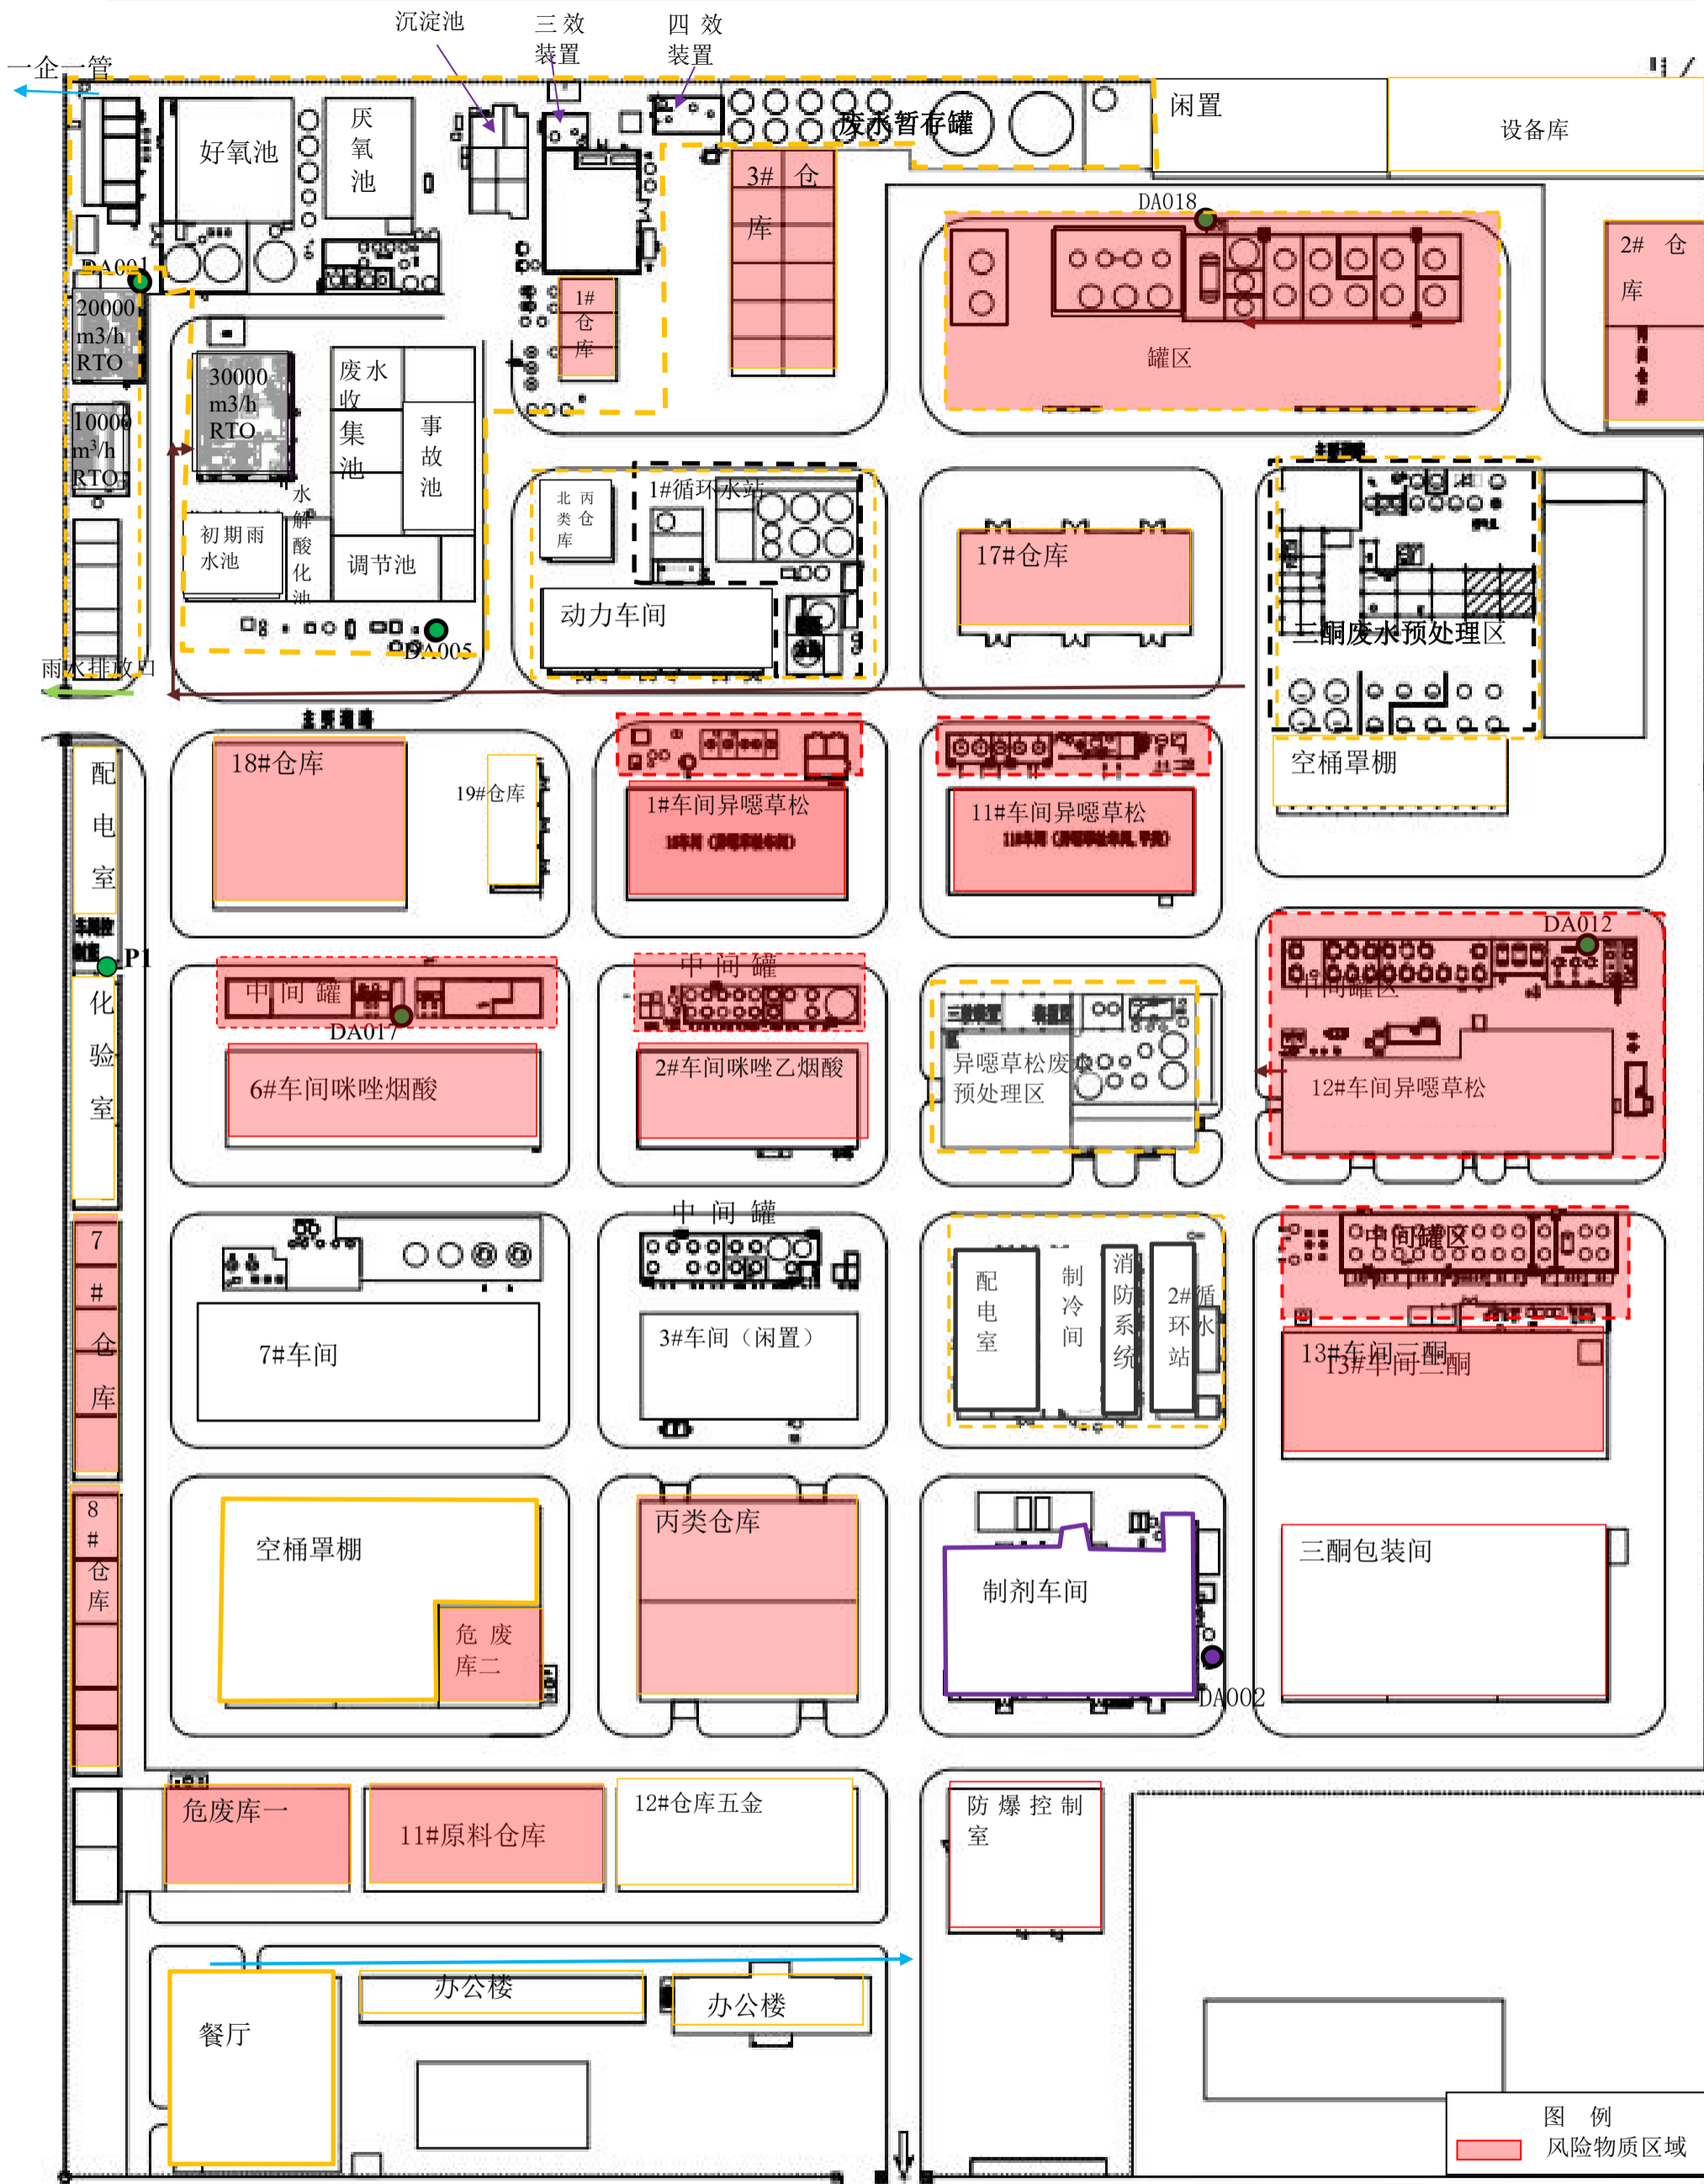 沉淀池
三效
装置
四效
装置
一企一管
好氧池
厌
氧
池
废水暂存罐
闲置
设备库
3# 仓
库
DA018
2# 仓
库
罐区
DA001
20000
m3/h
RTO
1#
仓
库
30000
m3/h
RTO
废水
收
集
池
事
故
池
10000
m³/h
RTO
水
解
酸
化
池
初期雨
水池
调节池
DA005
北丙
类仓
库
1#循环水站
动力车间
17#仓库
三酮废水预处理区
雨水排放口
空桶罩棚
配
电
室
18#仓库
19#仓库
1#车间异噁草松
11#车间异噁草松
P1
化
验
室
中间罐
DA017
6#车间咪唑烟酸
中间罐
2#车间咪唑乙烟酸
异噁草松废水
预处理区
DA012
中间罐区
12#车间异噁草松
7
#
仓
库
7#车间
中间罐
3#车间（闲置）
配
电
室
制
冷
间
消
防
系
统
2#循
环水
站
中间罐区
13#车间三酮
13#车间三酮
8
#
仓
库
空桶罩棚
危废
库二
丙类仓库
制剂车间
DA002
三酮包装间
危废库一
11#原料仓库
12#仓库五金
防爆控制
室
餐厅
办公楼
办公楼
图 例
风险物质区域